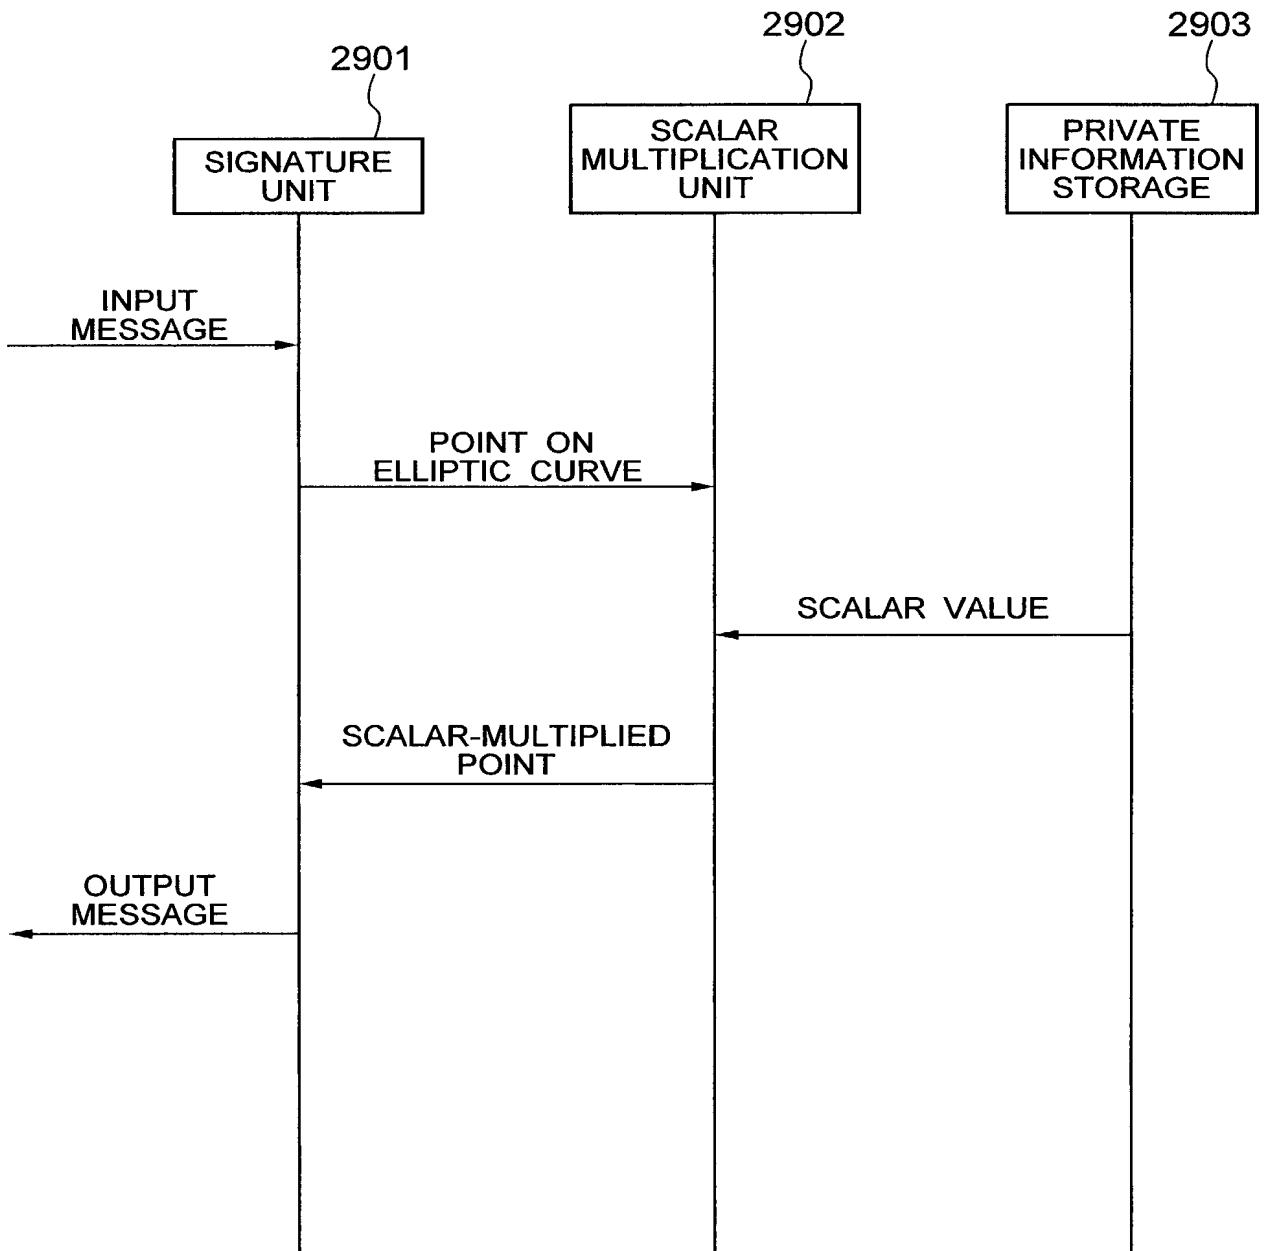 2901
2902
2903
SIGNATURE
UNIT
SCALAR
MULTIPLICATION
UNIT
PRIVATE
INFORMATION
STORAGE
INPUT
MESSAGE
POINT ON
ELLIPTIC CURVE
SCALAR VALUE
SCALAR-MULTIPLIED
POINT
OUTPUT
MESSAGE